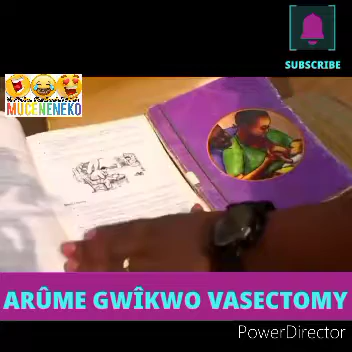 SUBSCRIBE
MUCENENEKO
ARÛME GWÎKWO VASECTOMY
PowerDirector